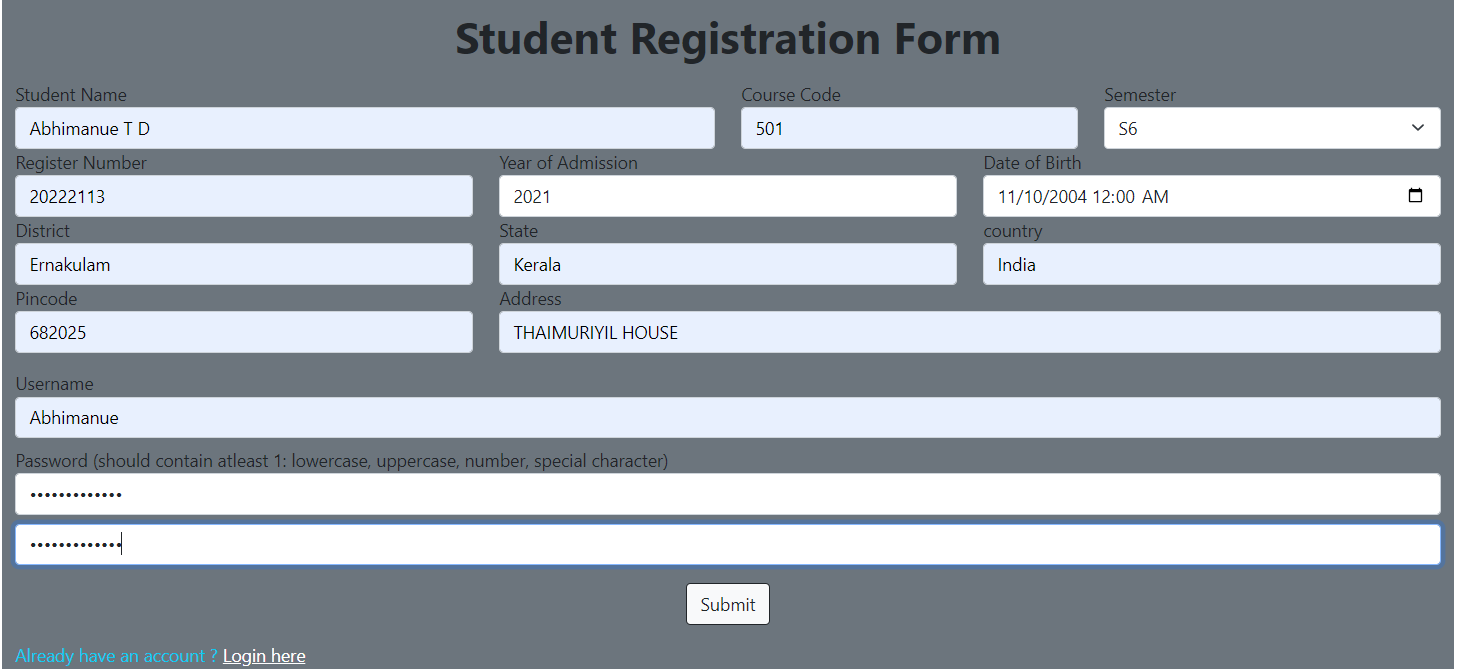 Student Registration Form
Student Name Course Code Semester
Abhimanue T D 501 S6
Register Number Year of Admission Date of Birth
20222113 2021 11/10/2004 12:00 AM
District State country
Ernakulam Kerala India
Pincode Address
682025 THAIMURIYIL HOUSE
Username
Abhimanue
Password (should contain atleast 1: lowercase, uppercase, number, special character)
•••••••••••••
•••••••••••••
Submit
Already have an account ? Login here